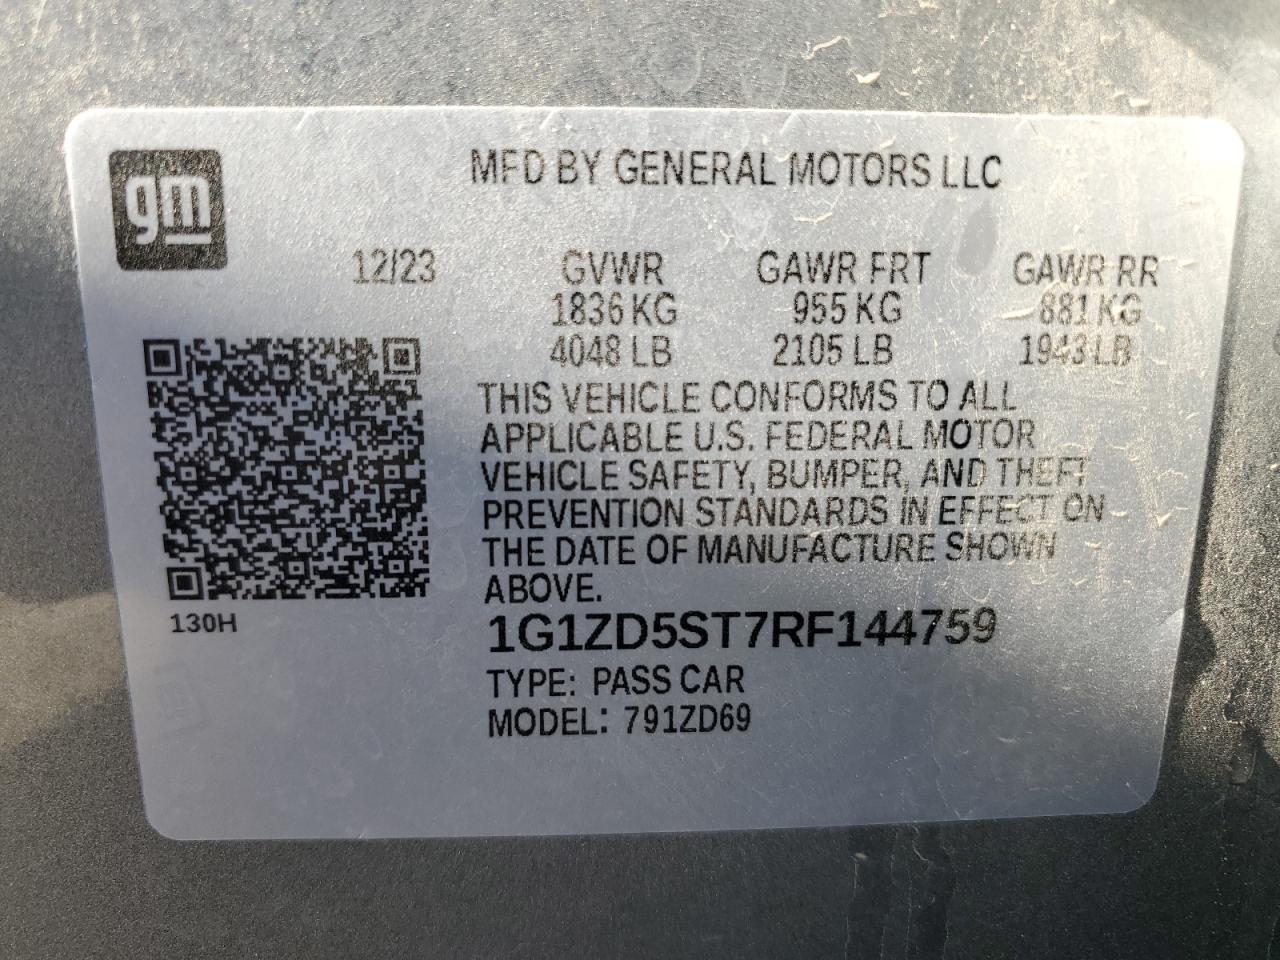 gm
MFD BY GENERAL MOTORS LLC
12/23 GVWR GAWR FRT GAWR RR
1836 KG 955 KG 881 KG
4048 LB 2105 LB 1943 LB
THIS VEHICLE CONFORMS TO ALL
APPLICABLE U.S. FEDERAL MOTOR
VEHICLE SAFETY, BUMPER, AND THEFT
PREVENTION STANDARDS IN EFFECT ON
THE DATE OF MANUFACTURE SHOWN
ABOVE.
130H
1G1ZD5ST7RF144759
TYPE: PASS CAR
MODEL: 791ZD69